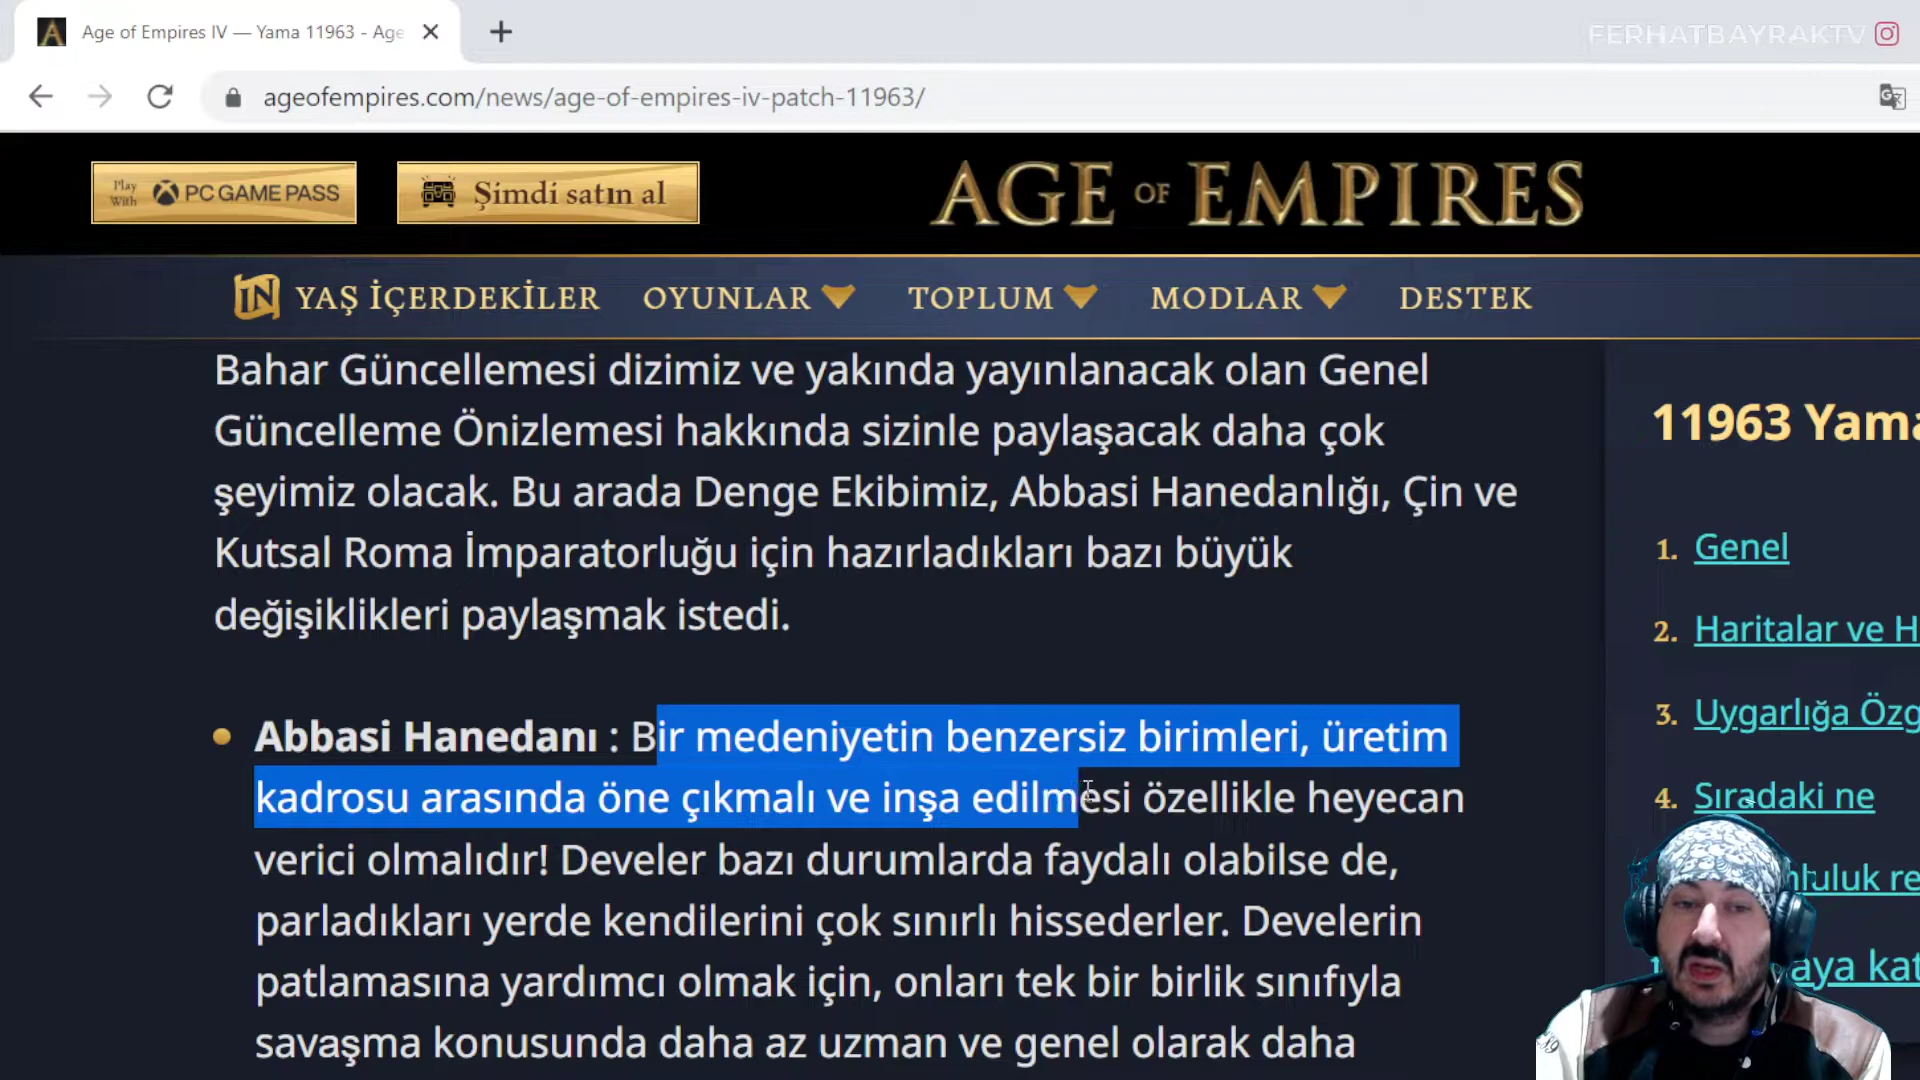 Age of Empires IV — Yama 11963 - Age
FERHATBAYRAKTV
ageofempires.com/news/age-of-empires-iv-patch-11963/
Play With PC GAME PASS
Şimdi satın al
AGE OF EMPIRES
IN YAŞ İÇERDEKİLER OYUNLAR TOPLUM MODLAR DESTEK
Bahar Güncellemesi dizimiz ve yakında yayınlanacak olan Genel
Güncelleme Önizlemesi hakkında sizinle paylaşacak daha çok
şeyimiz olacak. Bu arada Denge Ekibimiz, Abbasi Hanedanlığı, Çin ve
Kutsal Roma İmparatorluğu için hazırladıkları bazı büyük
değişiklikleri paylaşmak istedi.
Abbasi Hanedanı : Bir medeniyetin benzersiz birimleri, üretim
kadrosu arasında öne çıkmalı ve inşa edilmesi özellikle heyecan
verici olmalıdır! Develer bazı durumlarda faydalı olabilse de,
parladıkları yerde kendilerini çok sınırlı hissederler. Develerin
patlamasına yardımcı olmak için, onları tek bir birlik sınıfıyla
savaşma konusunda daha az uzman ve genel olarak daha
11963 Yama
1. Genel
2. Haritalar ve H
3. Uygarlığa Özg
4. Sıradaki ne